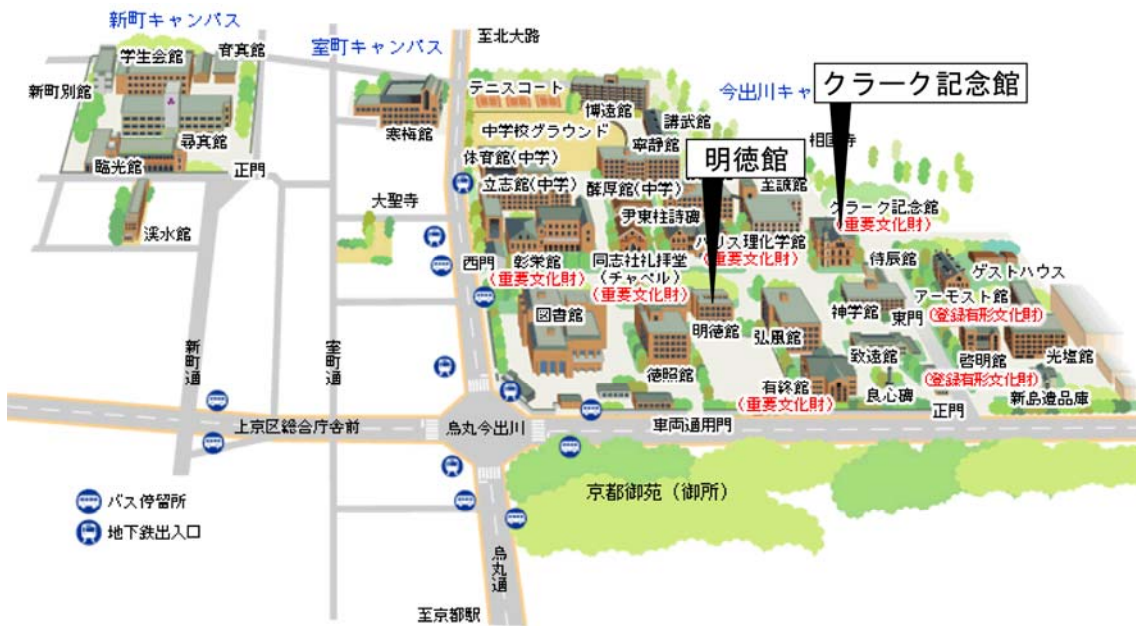 新町キャンパス
学生会館
育真館
新町別館
尋真館
臨光館
正門
渓水館
室町キャンパス
寒梅館
大聖寺
至北大路
テニスコート
博遠館
今出川キャ
クラーク記念館
講武館
中学校グラウンド
寧静館
明徳館
相国寺
体育館(中学)
立志館(中学)
至誠館
尹東柱詩碑
クラーク記念館
(重要文化財)
ハリス理化学館
(重要文化財)
西門
彰栄館
(重要文化財)
同志社礼拝堂
(チャペル)
(重要文化財)
待辰館
ゲストハウス
アーモスト館
(登録有形文化財)
図書館
明徳館
弘風館
神学館
東門
致遠館
啓明館
(登録有形文化財)
光塩館
徳照館
有終館
(重要文化財)
良心碑
正門
新島遺品庫
新町通
室町通
上京区総合庁舎前
烏丸今出川
車両通用門
京都御苑(御所)
バス停留所
地下鉄出入口
烏丸通
至京都駅